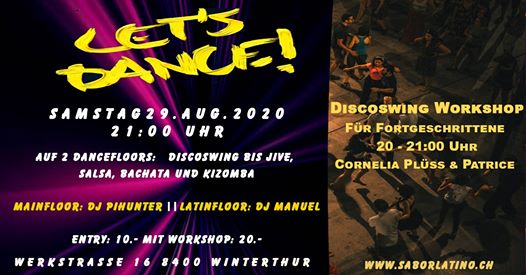 LET'S
DANCE!
SAMSTAG29.AUG.2020
21:00 UHR
AUF 2 DANCEFLOORS: DISCOSWING BIS JIVE,
SALSA, BACHATA UND KIZOMBA
MAINFLOOR: DJ PIHUNTER || LATINFLOOR: DJ MANUEL
ENTRY: 10.- MIT WORKSHOP: 20.-
WERKSTRASSE 16 8400 WINTERTHUR
DISCOSWING WORKSHOP
FÜR FORTGESCHRITTENE
20 - 21:00 UHR
CORNELIA PLÜSS & PATRICE
WWW.SABORLATINO.CH